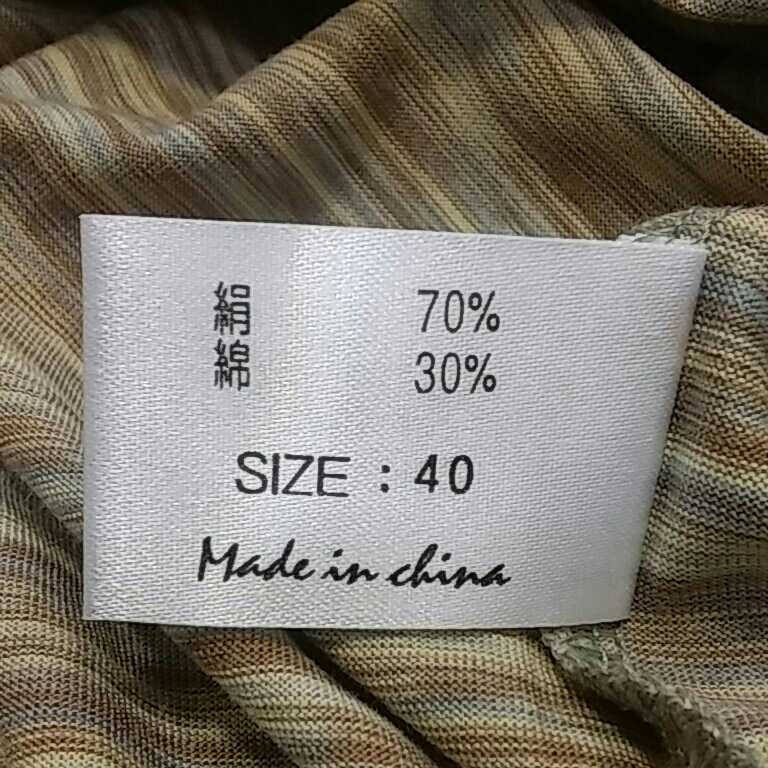 絹 70%
綿 30%
SIZE : 40
Made in china